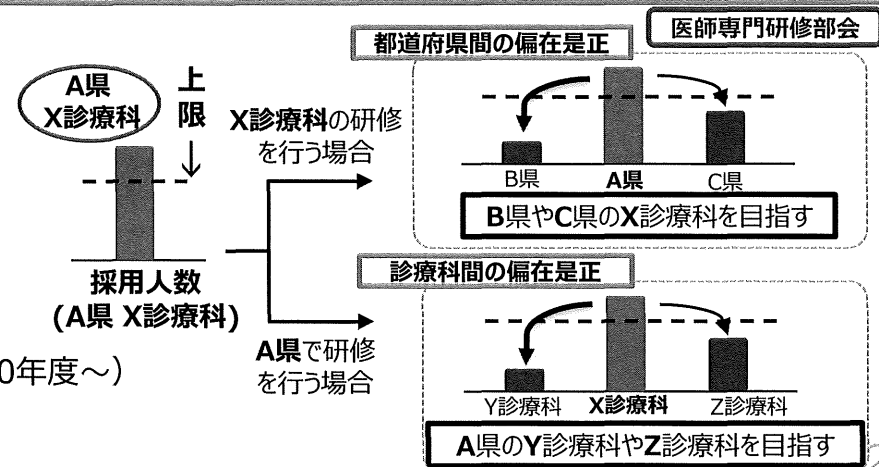 医師専門研修部会
都道府県間の偏在是正
A県
X診療科
上
限
↓
X診療科の研修
を行う場合
B県
A県
C県
B県やC県のX診療科を目指す
採用人数
(A県 X診療科)
診療科間の偏在是正
A県で研修
を行う場合
0年度～)
Y診療科
X診療科
Z診療科
A県のY診療科やZ診療科を目指す